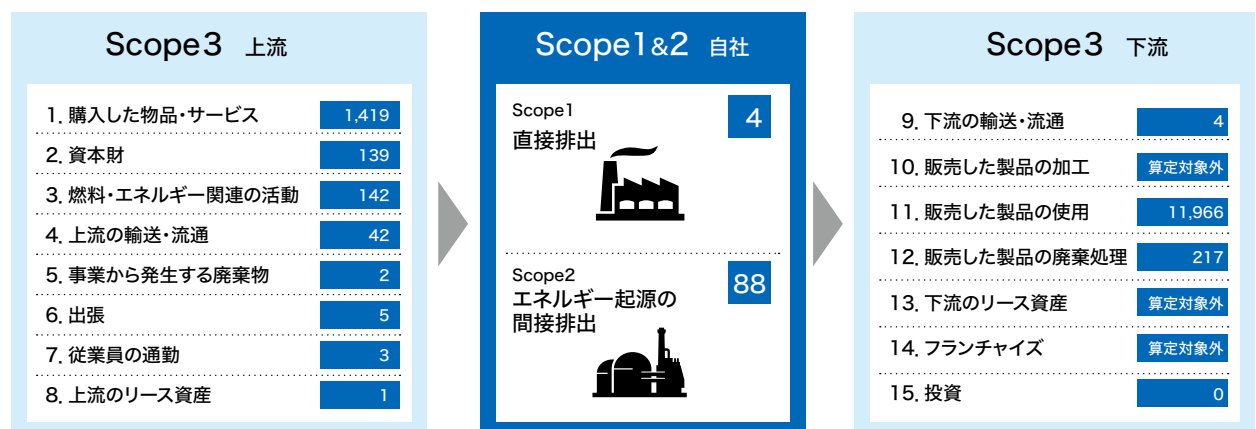 Scope3 上流
1. 購入した物品・サービス 1,419
2. 資本財 139
3. 燃料・エネルギー関連の活動 142
4. 上流の輸送・流通 42
5. 事業から発生する廃棄物 2
6. 出張 5
7. 従業員の通勤 3
8. 上流のリース資産 1
Scope1&2 自社
Scope1
直接排出
4
Scope2
エネルギー起源の
間接排出
88
Scope3 下流
9. 下流の輸送・流通 4
10. 販売した製品の加工 算定対象外
11. 販売した製品の使用 11,966
12. 販売した製品の廃棄処理 217
13. 下流のリース資産 算定対象外
14. フランチャイズ 算定対象外
15. 投資 0